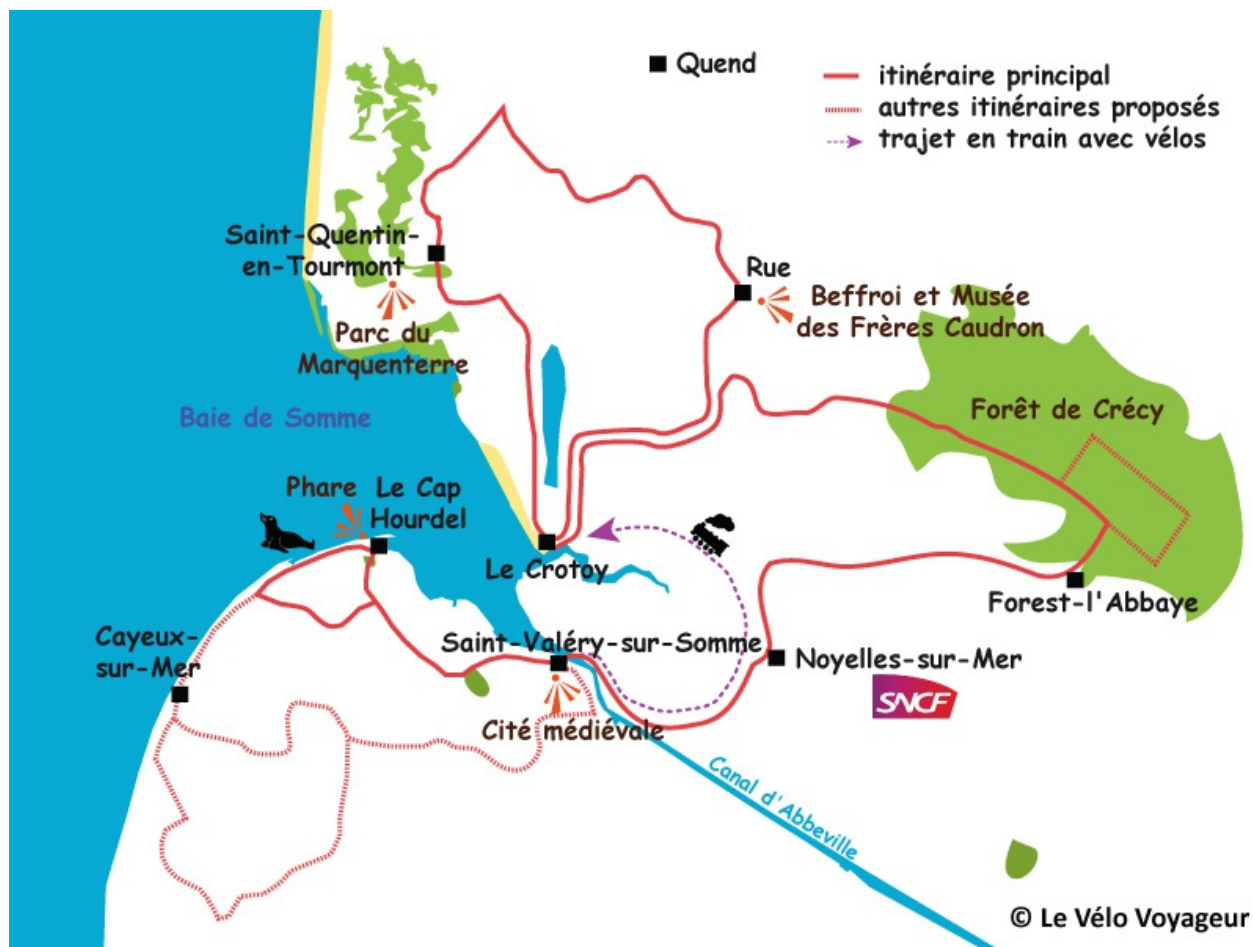 Quend
itinéraire principal
autres itinéraires proposés
trajet en train avec vélos
Saint-Quentin-
en-Tourmont
Rue
Beffroi et Musée
des Frères Caudron
Parc du
Marquenterre
Baie de Somme
Forêt de Crécy
Phare
Le Cap
Hourdel
Le Crotoy
Forest-l'Abbaye
Cayeux-
sur-Mer
Saint-Valéry-sur-Somme
Noyelles-sur-Mer
SNCF
Cité médiévale
Canal d'Abbeville
© Le Vélo Voyageur